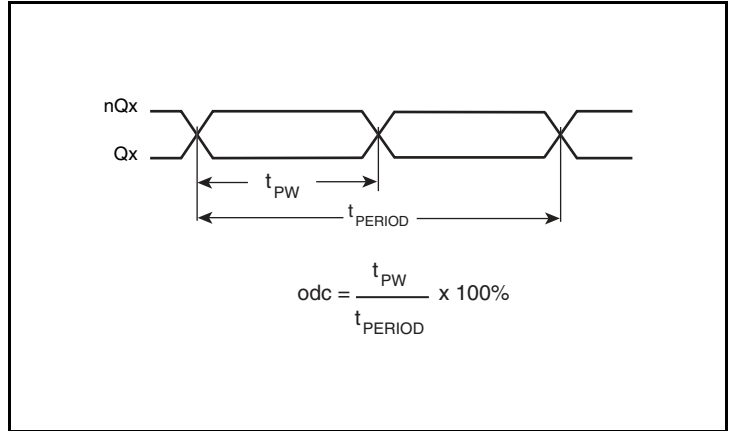 nQx
Qx
tPW
tPERIOD
odc = tPW / tPERIOD x 100%